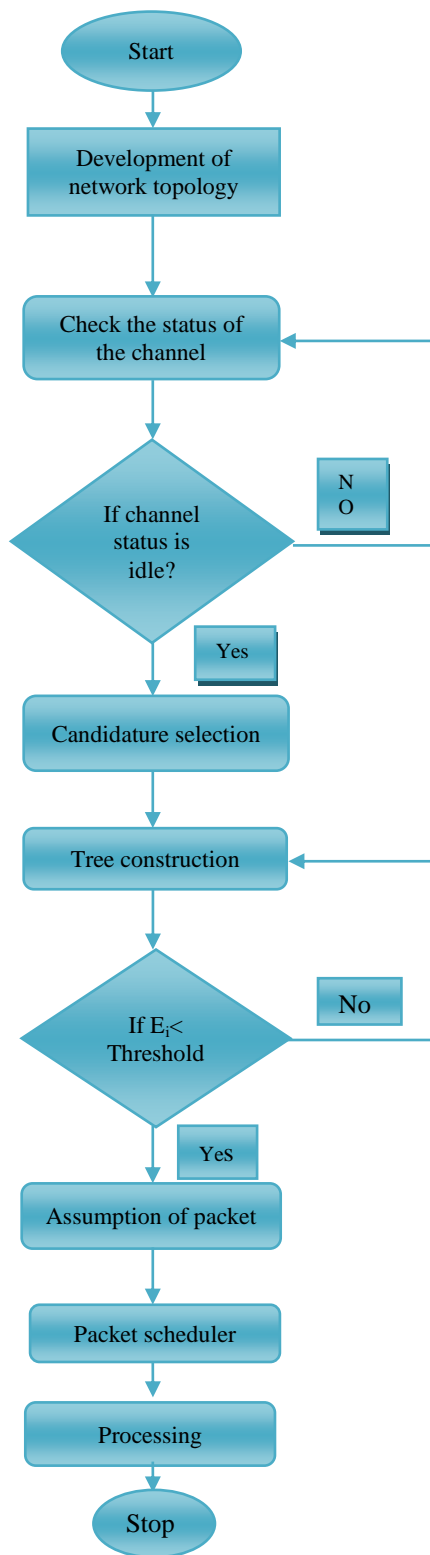 Start
Development of
network topology
Check the status of
the channel
If channel
status is
idle?
N
O
Yes
Candidature selection
Tree construction
If Ei<
Threshold
No
Yes
Assumption of packet
Packet scheduler
Processing
Stop